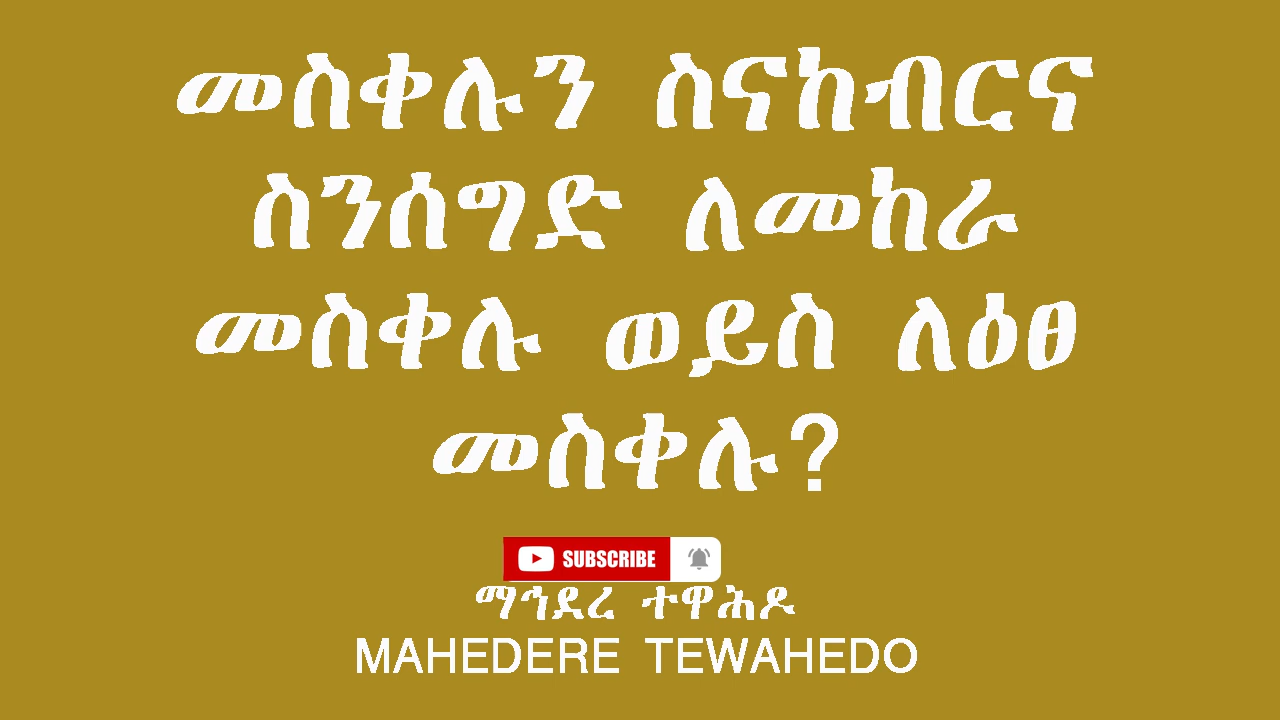 መስቀሉን ስናከብርና
ስንሰግድ ለመከራ
መስቀሉ ወይስ ለዕፀ
መስቀሉ?
SUBSCRIBE
ማኅደረ ተዋሕዶ
MAHEDERE TEWAHEDO